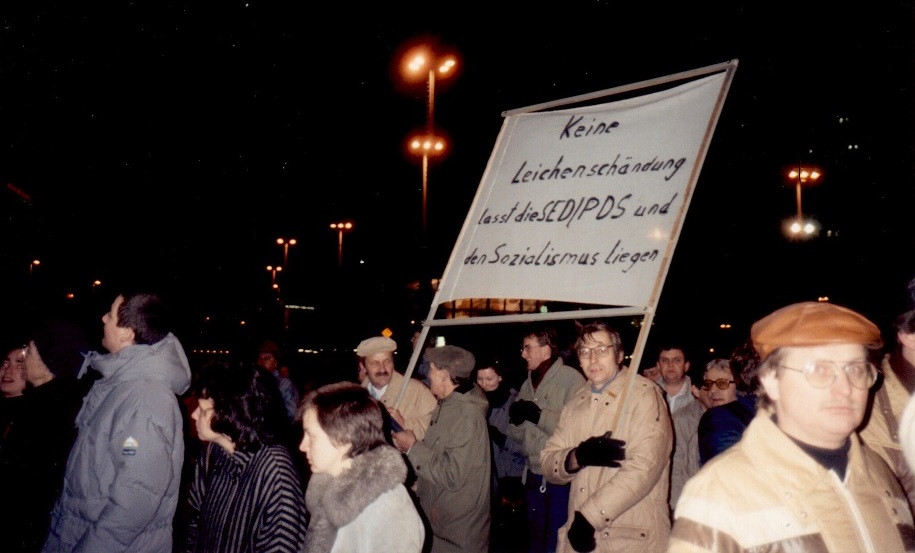 Keine
Leichenschändung
lasst die SED/PDS und
den Sozialismus liegen